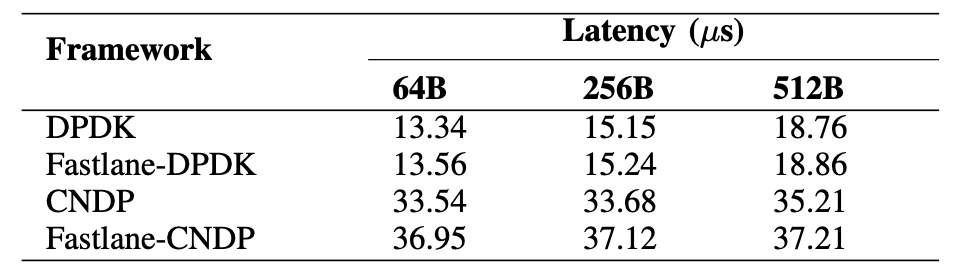 Latency (μs)
Framework
64B 256B 512B
DPDK 13.34 15.15 18.76
Fastlane-DPDK 13.56 15.24 18.86
CNDP 33.54 33.68 35.21
Fastlane-CNDP 36.95 37.12 37.21